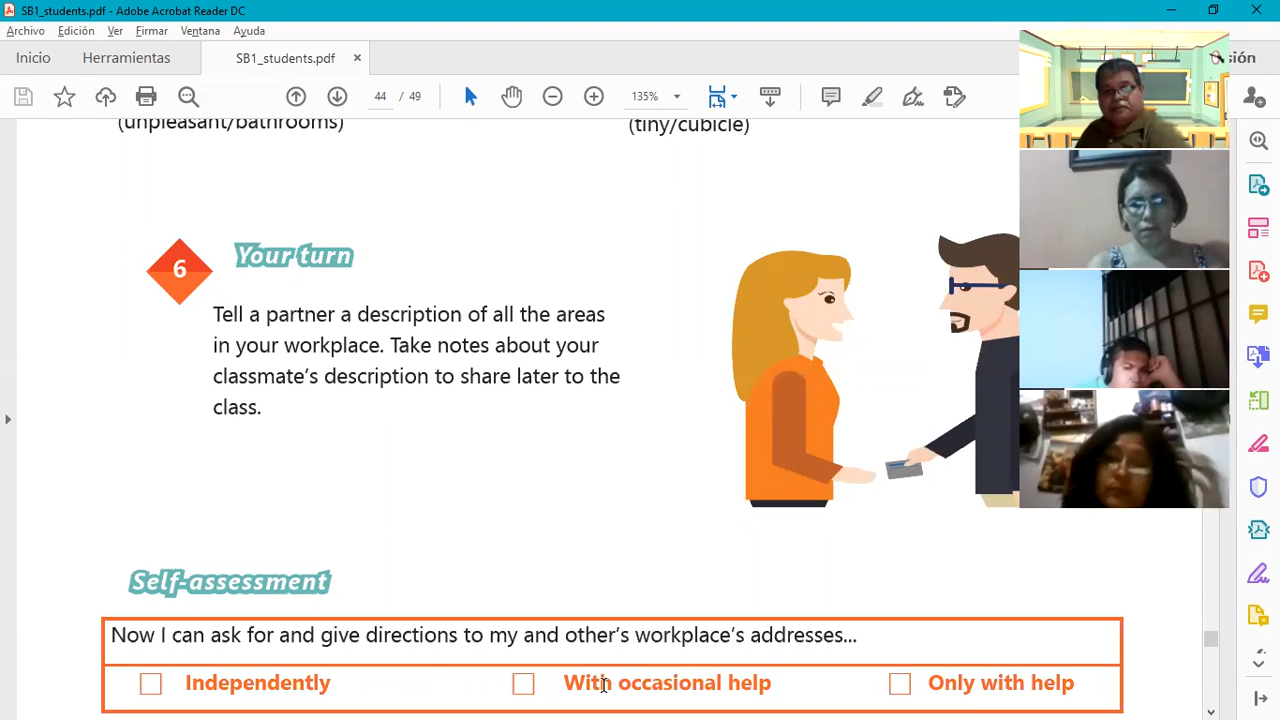 SB1_students.pdf - Adobe Acrobat Reader DC
Archivo Edición Ver Firmar Ventana Ayuda
Inicio Herramientas SB1_students.pdf sión
44 / 49 135%
(unpleasant/bathrooms) (tiny/cubicle)
6 Your turn
Tell a partner a description of all the areas
in your workplace. Take notes about your
classmate's description to share later to the
class.
Self-assessment
Now I can ask for and give directions to my and other's workplace's addresses...
Independently With occasional help Only with help